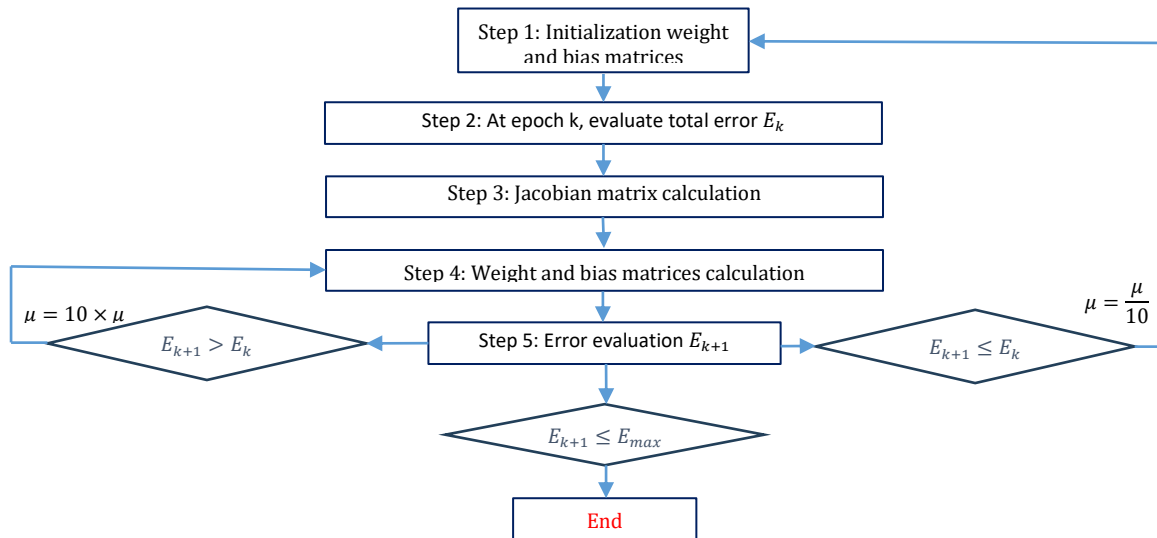 Step 1: Initialization weight
and bias matrices
Step 2: At epoch k, evaluate total error E_k
Step 3: Jacobian matrix calculation
Step 4: Weight and bias matrices calculation
μ = 10 × μ
μ = μ/10
E_{k+1} > E_k
Step 5: Error evaluation E_{k+1}
E_{k+1} ≤ E_k
E_{k+1} ≤ E_{max}
End